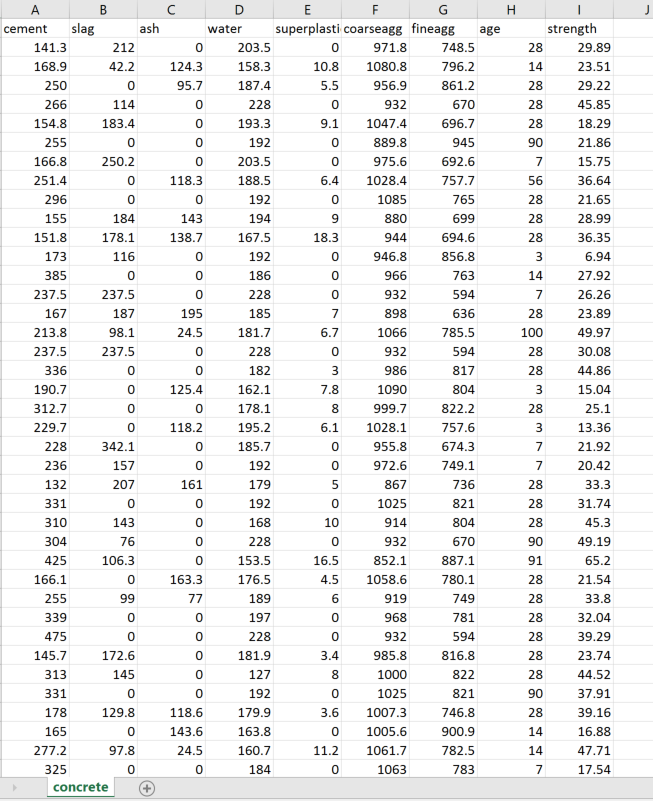 A B C D E F G H I J
cement slag ash water superplasti coarseagg fineagg age strength
141.3 212 0 203.5 0 971.8 748.5 28 29.89
168.9 42.2 124.3 158.3 10.8 1080.8 796.2 14 23.51
250 0 95.7 187.4 5.5 956.9 861.2 28 29.22
266 114 0 228 0 932 670 28 45.85
154.8 183.4 0 193.3 9.1 1047.4 696.7 28 18.29
255 0 0 192 0 889.8 945 90 21.86
166.8 250.2 0 203.5 0 975.6 692.6 7 15.75
251.4 0 118.3 188.5 6.4 1028.4 757.7 56 36.64
296 0 0 192 0 1085 765 28 21.65
155 184 143 194 9 880 699 28 28.99
151.8 178.1 138.7 167.5 18.3 944 694.6 28 36.35
173 116 0 192 0 946.8 856.8 3 6.94
385 0 0 186 0 966 763 14 27.92
237.5 237.5 0 228 0 932 594 7 26.26
167 187 195 185 7 898 636 28 23.89
213.8 98.1 24.5 181.7 6.7 1066 785.5 100 49.97
237.5 237.5 0 228 0 932 594 28 30.08
336 0 0 182 3 986 817 28 44.86
190.7 0 125.4 162.1 7.8 1090 804 3 15.04
312.7 0 0 178.1 8 999.7 822.2 28 25.1
229.7 0 118.2 195.2 6.1 1028.1 757.6 3 13.36
228 342.1 0 185.7 0 955.8 674.3 7 21.92
236 157 0 192 0 972.6 749.1 7 20.42
132 207 161 179 5 867 736 28 33.3
331 0 0 192 0 1025 821 28 31.74
310 143 0 168 10 914 804 28 45.3
304 76 0 228 0 932 670 90 49.19
425 106.3 0 153.5 16.5 852.1 887.1 91 65.2
166.1 0 163.3 176.5 4.5 1058.6 780.1 28 21.54
255 99 77 189 6 919 749 28 33.8
339 0 0 197 0 968 781 28 32.04
475 0 0 228 0 932 594 28 39.29
145.7 172.6 0 181.9 3.4 985.8 816.8 28 23.74
313 145 0 127 8 1000 822 28 44.52
331 0 0 192 0 1025 821 90 37.91
178 129.8 118.6 179.9 3.6 1007.3 746.8 28 39.16
165 0 143.6 163.8 0 1005.6 900.9 14 16.88
277.2 97.8 24.5 160.7 11.2 1061.7 782.5 14 47.71
325 0 0 184 0 1063 783 7 17.54
concrete